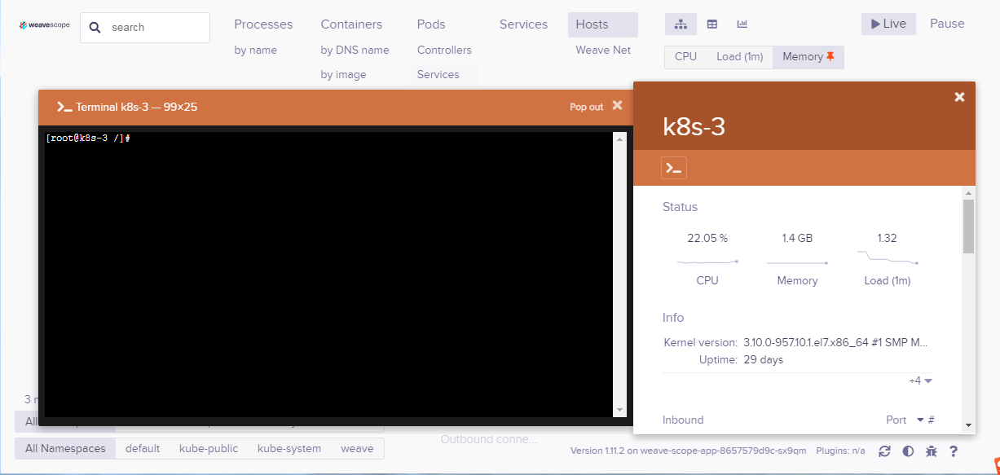 weavescope
search
Processes
Containers
Pods
Services
Hosts
by name
by DNS name
Controllers
Weave Net
by image
Services
Live
Pause
CPU
Load (1m)
Memory
Terminal k8s-3 — 99×25
Pop out
[root@k8s-3 /]#
k8s-3
Status
22.05 %
1.4 GB
1.32
CPU
Memory
Load (1m)
Info
Kernel version: 3.10.0-957.10.1.el7.x86_64 #1 SMP M...
Uptime: 29 days
+4
Inbound
Port
#
3
All
All Namespaces
default
kube-public
kube-system
weave
Outbound conne...
Version 1.11.2 on weave-scope-app-8657579d9c-sx9qm
Plugins: n/a